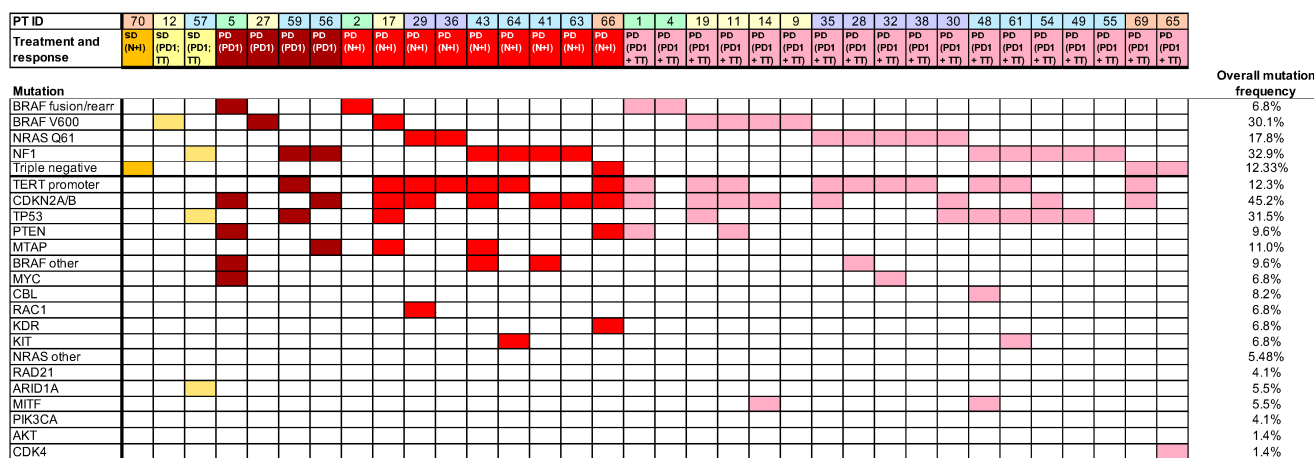 PT ID 70 12 57 5 27 59 56 2 17 29 36 43 64 41 63 66 1 4 19 11 14 9 35 28 32 38 30 48 61 54 49 55 69 65
Treatment and response SD (N+I) SD (PD1; TT) SD (PD1; TT) PD (PD1) PD (PD1) PD (PD1) PD (PD1) PD (N+I) PD (N+I) PD (N+I) PD (N+I) PD (N+I) PD (N+I) PD (N+I) PD (N+I) PD (N+I) PD (PD1 + TT) PD (PD1 + TT) PD (PD1 + TT) PD (PD1 + TT) PD (PD1 + TT) PD (PD1 + TT) PD (PD1 + TT) PD (PD1 + TT) PD (PD1 + TT) PD (PD1 + TT) PD (PD1 + TT) PD (PD1 + TT) PD (PD1 + TT) PD (PD1 + TT) PD (PD1 + TT) PD (PD1 + TT) PD (PD1 + TT) PD (PD1 + TT)
Overall mutation
Mutation frequency
BRAF fusion/rearr 6.8%
BRAF V600 30.1%
NRAS Q61 17.8%
NF1 32.9%
Triple negative 12.33%
TERT promoter 12.3%
CDKN2A/B 45.2%
TP53 31.5%
PTEN 9.6%
MTAP 11.0%
BRAF other 9.6%
MYC 6.8%
CBL 8.2%
RAC1 6.8%
KDR 6.8%
KIT 6.8%
NRAS other 5.48%
RAD21 4.1%
ARID1A 5.5%
MITF 5.5%
PIK3CA 4.1%
AKT 1.4%
CDK4 1.4%